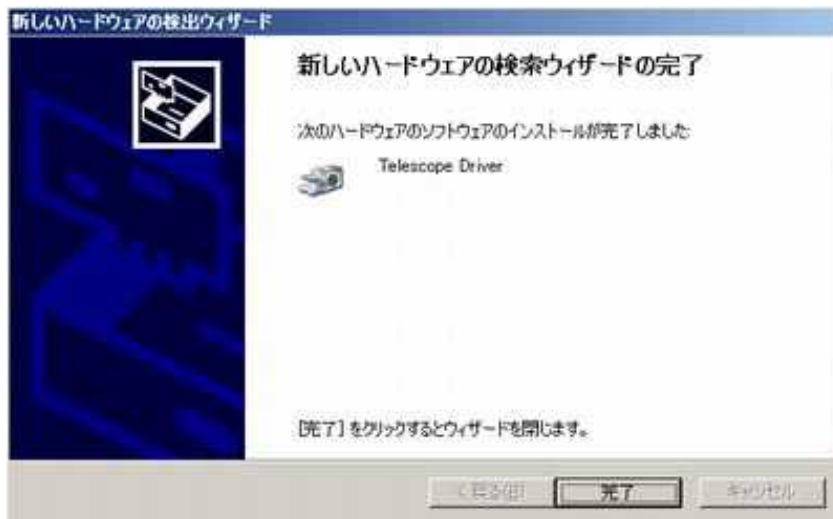 新しいハードウェアの検出ウィザード
新しいハードウェアの検索ウィザードの完了
次のハードウェアのソフトウェアのインストールが完了しました:
Telescope Driver
[完了] をクリックするとウィザードを閉じます。
< 戻る(B)
完了
キャンセル